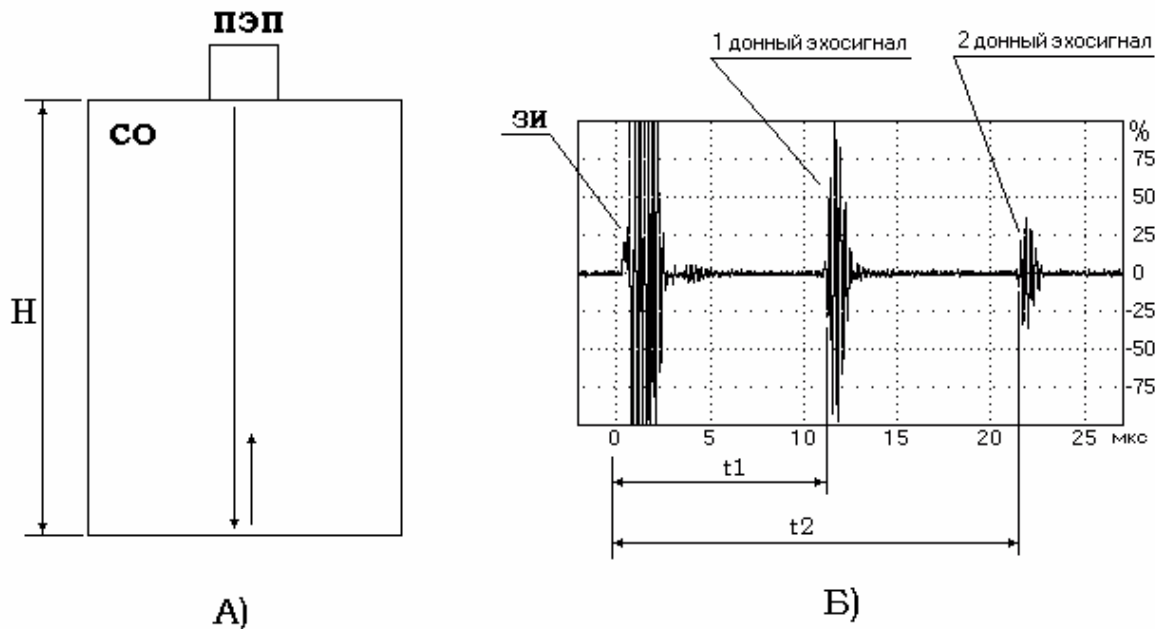 ПЭП
СО
Н
А)
1 донный эхосигнал
2 донный эхосигнал
ЗИ
%
75
50
25
0
-25
-50
-75
0 5 10 15 20 25 мкс
t1
t2
Б)